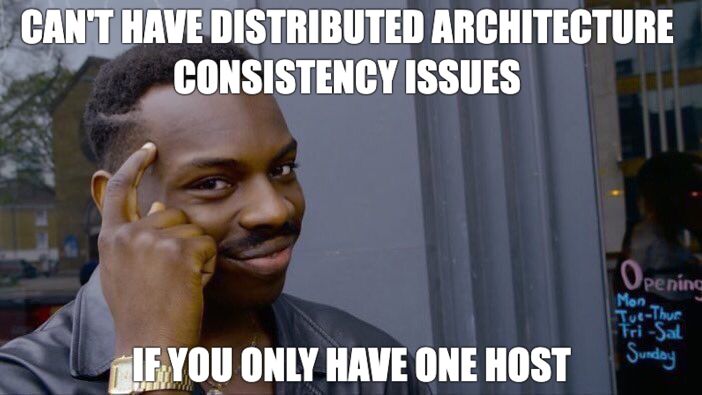 CAN'T HAVE DISTRIBUTED ARCHITECTURE
CONSISTENCY ISSUES
Opening
Mon
Tue-Thur
Fri-Sat
Sunday
IF YOU ONLY HAVE ONE HOST